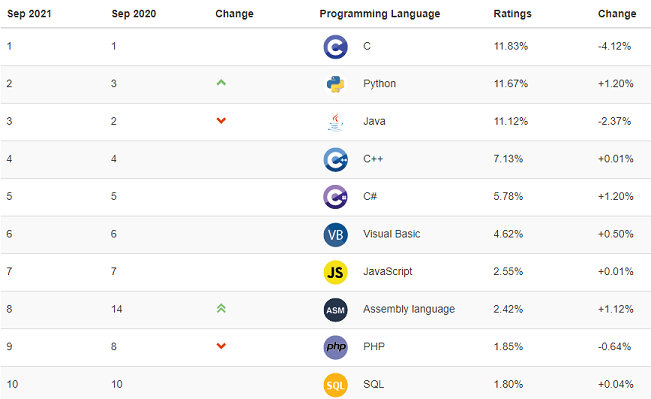 Sep 2021 Sep 2020 Change Programming Language Ratings Change
1 1 C C 11.83% -4.12%
2 3 Python 11.67% +1.20%
3 2 Java Java 11.12% -2.37%
4 4 C++ C++ 7.13% +0.01%
5 5 C C# 5.78% +1.20%
6 6 VB Visual Basic 4.62% +0.50%
7 7 JS JavaScript 2.55% +0.01%
8 14 ASM Assembly language 2.42% +1.12%
9 8 php PHP 1.85% -0.64%
10 10 SQL SQL 1.80% +0.04%